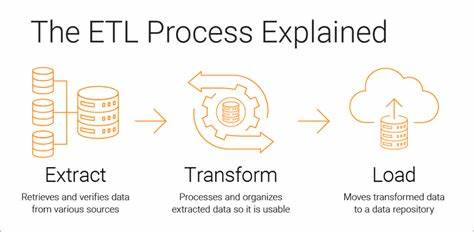 The ETL Process Explained
Extract
Retrieves and verifies data
from various sources
Transform
Processes and organizes
extracted data so it is usable
Load
Moves transformed data
to a data repository